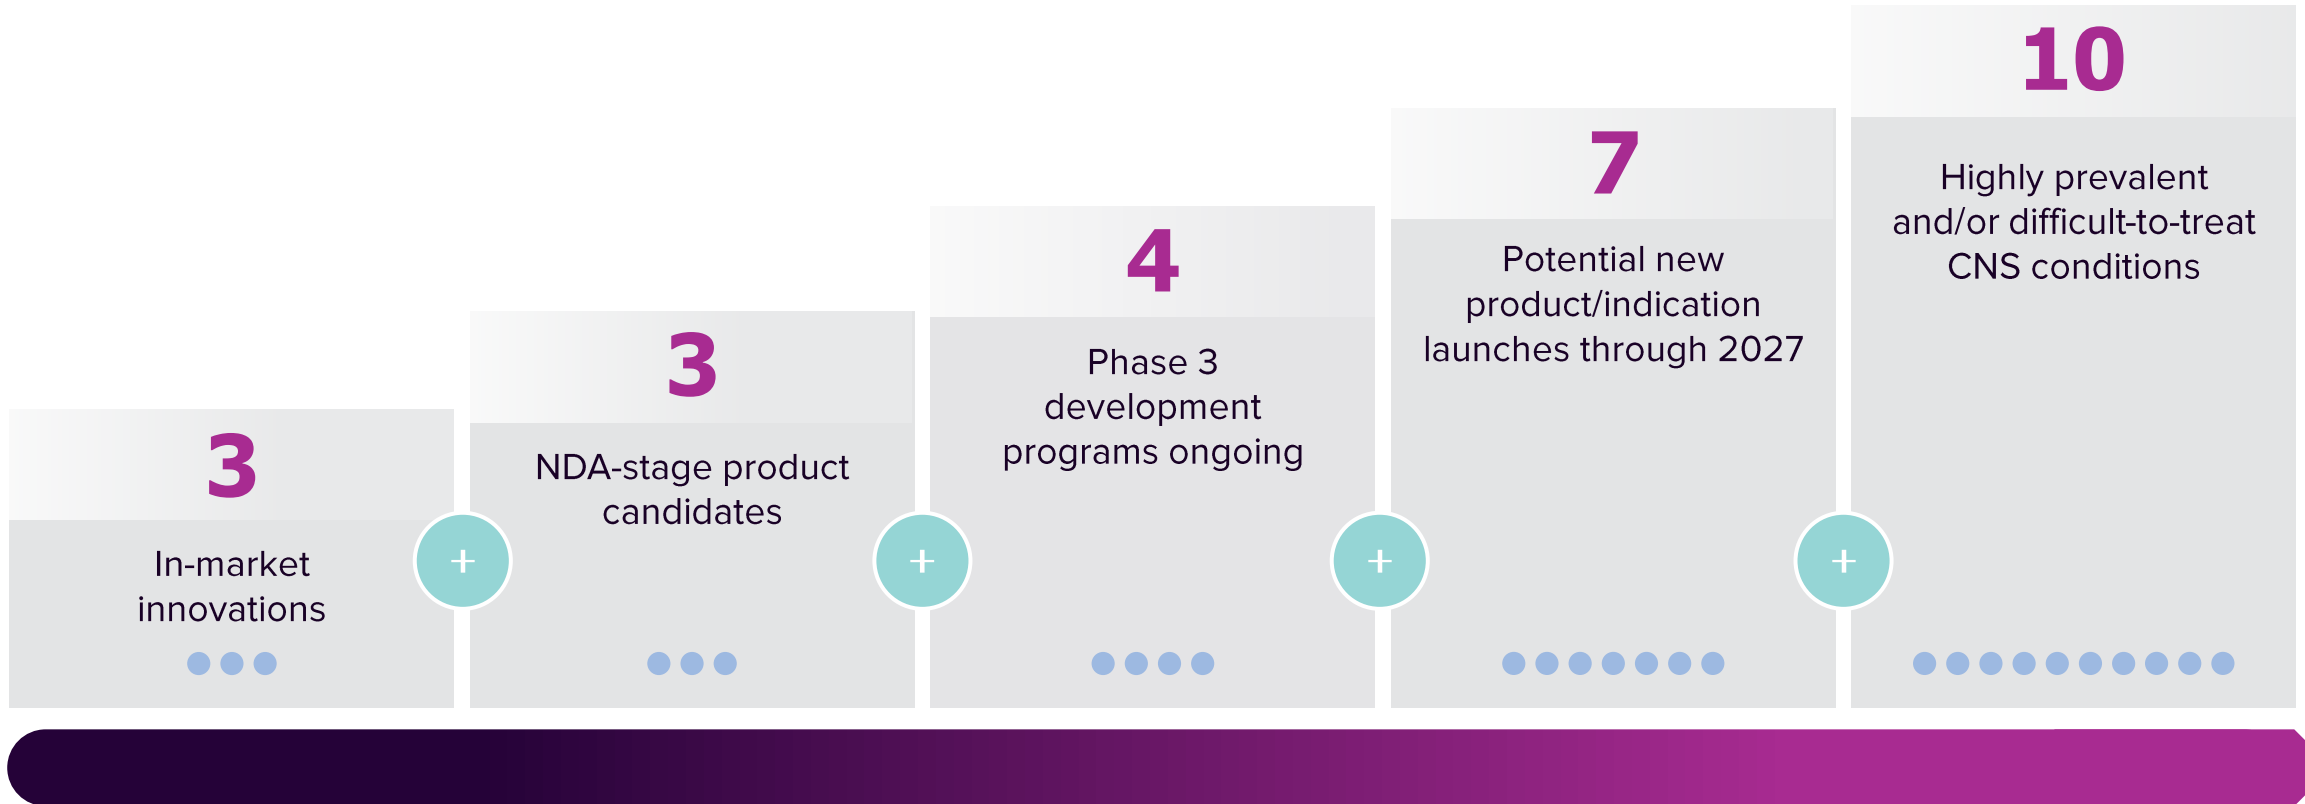 3
In-market
innovations
+
3
NDA-stage product
candidates
+
4
Phase 3
development
programs ongoing
+
7
Potential new
product/indication
launches through 2027
+
10
Highly prevalent
and/or difficult-to-treat
CNS conditions